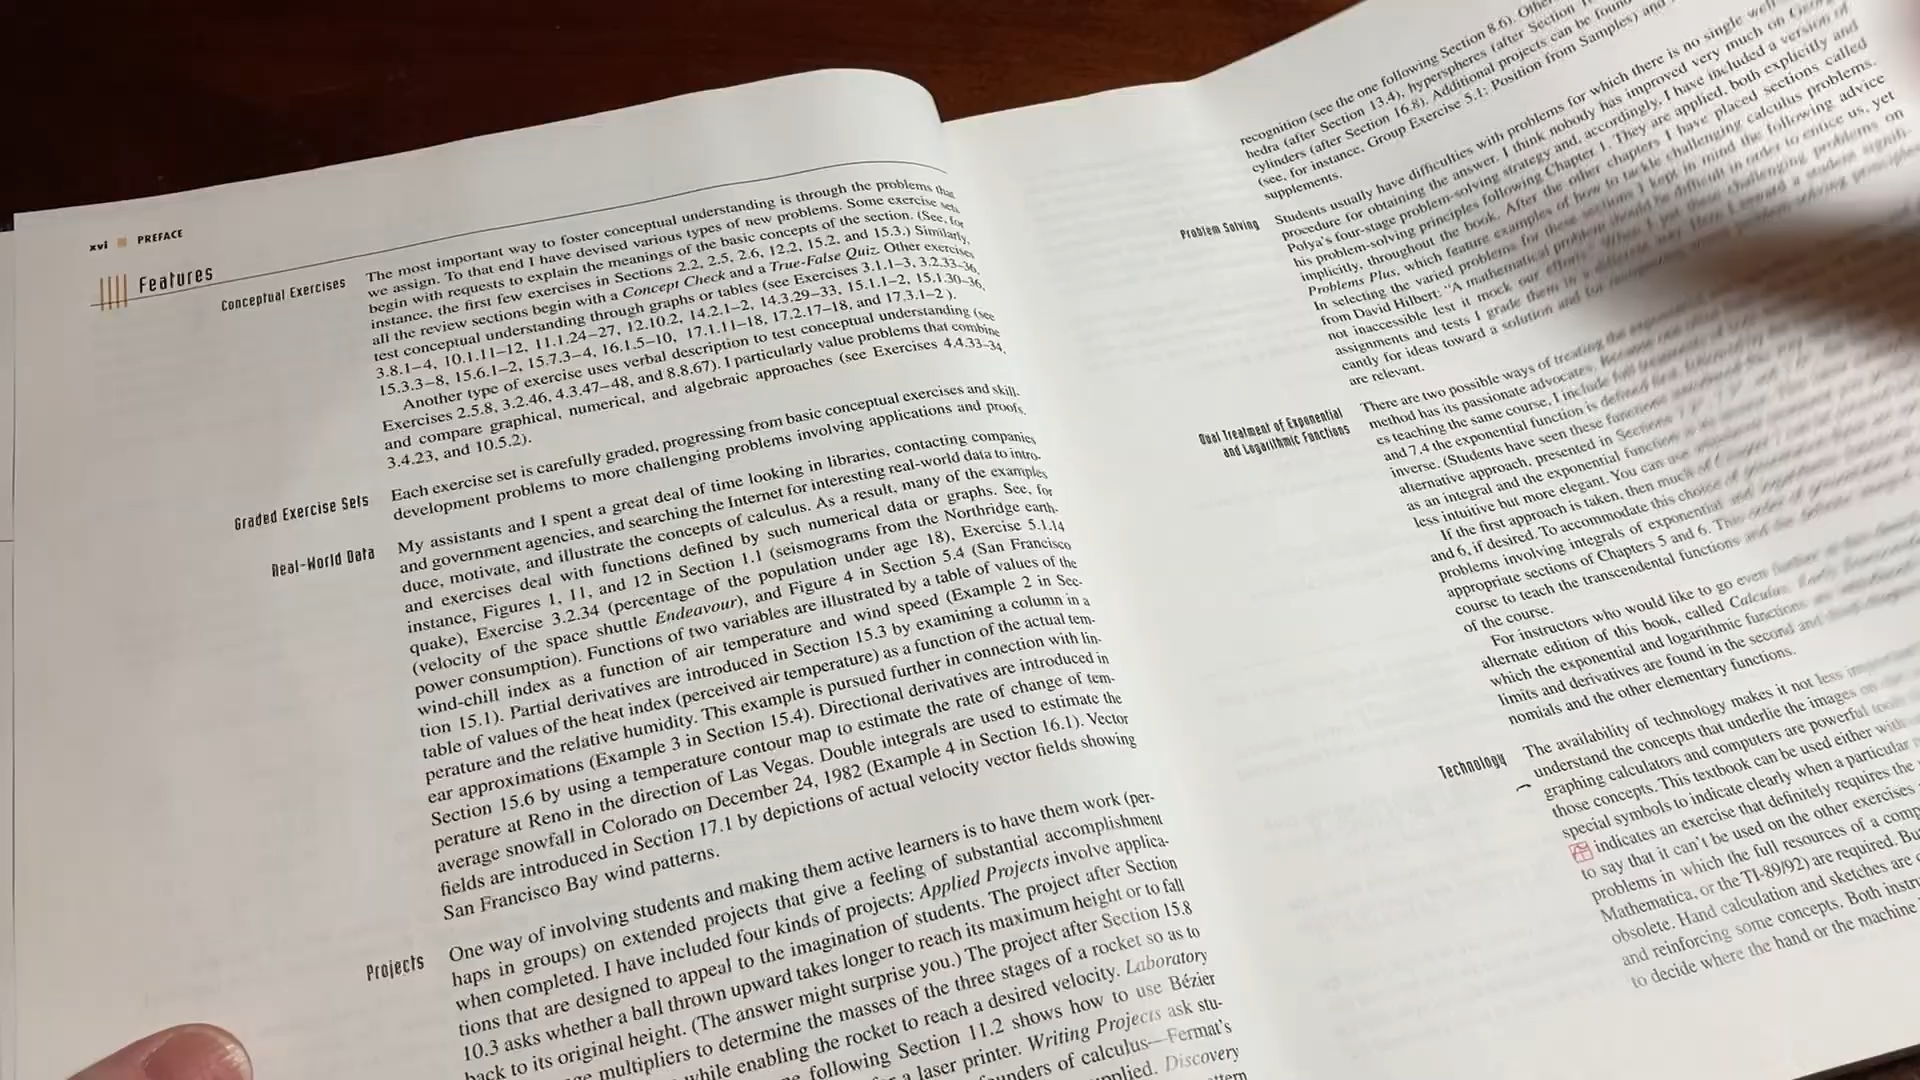 xvi PREFACE
Features
Conceptual Exercises
The most important way to foster conceptual understanding is through the problems that
we assign. To that end I have devised various types of new problems. Some exercise sets
begin with requests to explain the meanings of the basic concepts of the section. (See, for
instance, the first few exercises in Sections 2.2, 2.5, 2.6, 12.2, 15.2, and 15.3.) Similarly,
all the review sections begin with a Concept Check and a True-False Quiz. Other exercises
test conceptual understanding through graphs or tables (see Exercises 3.1.1–3, 3.2.33–36,
3.8.1–4, 10.1.11–12, 11.1.24–27, 12.10.2, 14.2.1–2, 14.3.29–33, 15.1.1–2, 15.1.30–36,
15.3.3–8, 15.6.1–2, 15.7.3–4, 16.1.5–10, 17.1.11–18, 17.2.17–18, and 17.3.1–2).
Another type of exercise uses verbal description to test conceptual understanding (see
Exercises 2.5.8, 3.2.46, 4.3.47–48, and 8.8.67). I particularly value problems that combine
and compare graphical, numerical, and algebraic approaches (see Exercises 4.4.33–34,
3.4.23, and 10.5.2).
Graded Exercise Sets
Each exercise set is carefully graded, progressing from basic conceptual exercises and skill-
development problems to more challenging problems involving applications and proofs.
Real-World Data
My assistants and I spent a great deal of time looking in libraries, contacting companies
and government agencies, and searching the Internet for interesting real-world data to intro-
duce, motivate, and illustrate the concepts of calculus. As a result, many of the examples
and exercises deal with functions defined by such numerical data or graphs. See, for
instance, Figures 1, 11, and 12 in Section 1.1 (seismograms from the Northridge earth-
quake), Exercise 3.2.34 (percentage of the population under age 18), Exercise 5.1.14
(velocity of the space shuttle Endeavour), and Figure 4 in Section 5.4 (San Francisco
power consumption). Functions of two variables are illustrated by a table of values of the
wind-chill index as a function of air temperature and wind speed (Example 2 in Sec-
tion 15.1). Partial derivatives are introduced in Section 15.3 by examining a column in a
table of values of the heat index (perceived air temperature) as a function of the actual tem-
perature and the relative humidity. This example is pursued further in connection with lin-
ear approximations (Example 3 in Section 15.4). Directional derivatives are introduced in
Section 15.6 by using a temperature contour map to estimate the rate of change of tem-
perature at Reno in the direction of Las Vegas. Double integrals are used to estimate the
average snowfall in Colorado on December 24, 1982 (Example 4 in Section 16.1). Vector
fields are introduced in Section 17.1 by depictions of actual velocity vector fields showing
San Francisco Bay wind patterns.
Projects
One way of involving students and making them active learners is to have them work (per-
haps in groups) on extended projects that give a feeling of substantial accomplishment
when completed. I have included four kinds of projects: Applied Projects involve applica-
tions that are designed to appeal to the imagination of students. The project after Section
10.3 asks whether a ball thrown upward takes longer to reach its maximum height or to fall
back to its original height. (The answer might surprise you.) The project after Section 15.8
multipliers to determine the masses of the three stages of a rocket so as to
while enabling the rocket to reach a desired velocity. Laboratory
following Section 11.2 shows how to use Bézier
a laser printer. Writing Projects ask stu-
founders of calculus—Fermat's
Discovery
recognition (see the one following Section 8.6).
hedra (after Section 13.4), hyperspheres (after Section
cylinders (after Section 16.8). Additional projects can be found
(see, for instance, Group Exercise 5.1: Position from Samples) and
supplements.
Problem Solving
Students usually have difficulties with problems for which there is no single well
procedure for obtaining the answer. I think nobody has improved very much on
Polya's four-stage problem-solving strategy and, accordingly, I have included a version of
his problem-solving principles following Chapter 1. They are applied, both explicitly and
implicitly, throughout the book. After the other chapters I have placed sections called
Problems Plus, which feature examples of how to tackle challenging calculus problems.
In selecting the varied problems for these sections I kept in mind the following advice
from David Hilbert: "A mathematical problem should be difficult in order to entice us, yet
not inaccessible lest it mock our efforts." When I put these challenging problems on
assignments and tests I grade them in a different way. Here I reward a student signifi-
cantly for ideas toward a solution and for recognizing which problem-solving principles
are relevant.
Dual Treatment of Exponential
and Logarithmic Functions
There are two possible ways of treating the exponential
method has its passionate advocates. Because
es teaching the same course, I include full treatments
and 7.4 the exponential function is defined first,
inverse. (Students have seen these functions
alternative approach, presented in Sections
as an integral and the exponential function
less intuitive but more elegant. You can use
If the first approach is taken, then much of
and 6, if desired. To accommodate this choice of
problems involving integrals of exponential and
appropriate sections of Chapters 5 and 6. This order of
course to teach the transcendental functions and the definite
of the course.
For instructors who would like to go even further
alternate edition of this book, called Calculus, Early
which the exponential and logarithmic functions
limits and derivatives are found in the second and
nomials and the other elementary functions.
Technology
The availability of technology makes it not less important
understand the concepts that underlie the images on
graphing calculators and computers are powerful tools
those concepts. This textbook can be used either with
special symbols to indicate clearly when a particular
indicates an exercise that definitely requires the
to say that it can't be used on the other exercises
problems in which the full resources of a
Mathematica, or the TI-89/92) are required. But
obsolete. Hand calculation and sketches are
and reinforcing some concepts. Both
to decide where the hand or the machine